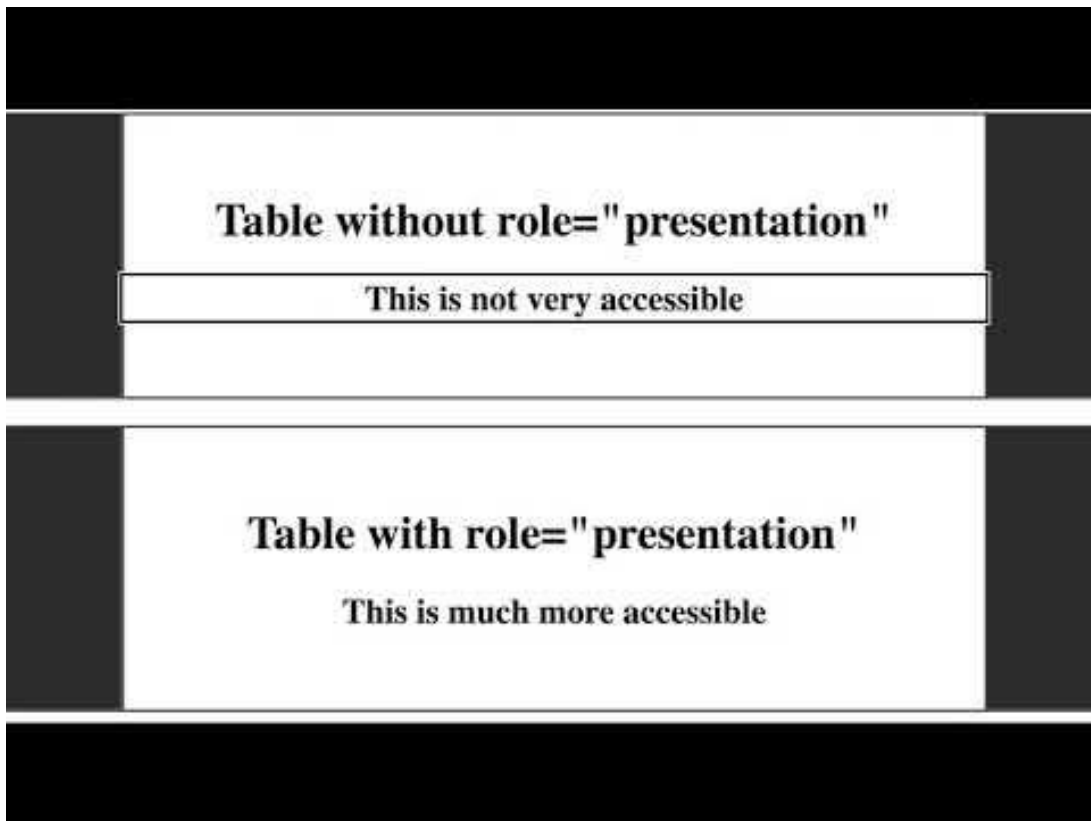 Table without role="presentation"
This is not very accessible
Table with role="presentation"
This is much more accessible